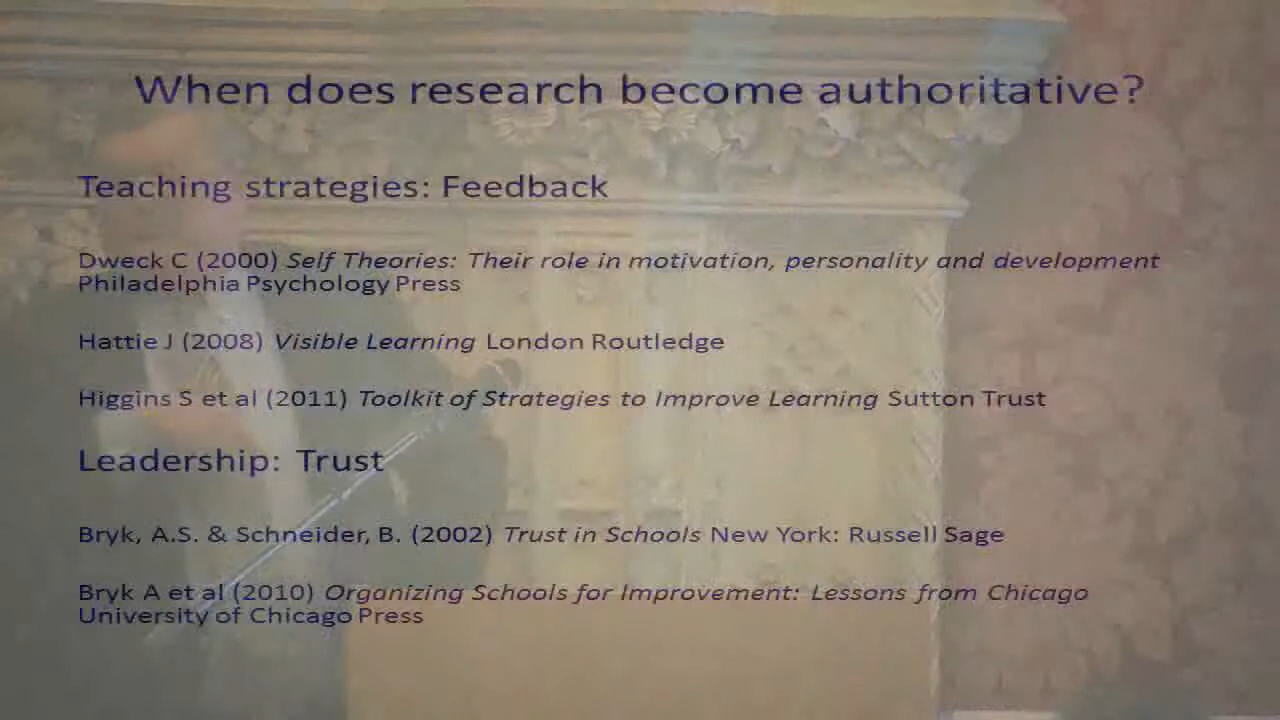 When does research become authoritative?
Teaching strategies: Feedback
Dweck C (2000) Self Theories: Their role in motivation, personality and development
Philadelphia Psychology Press
Hattie J (2008) Visible Learning London Routledge
Higgins S et al (2011) Toolkit of Strategies to Improve Learning Sutton Trust
Leadership: Trust
Bryk, A.S. & Schneider, B. (2002) Trust in Schools New York: Russell Sage
Bryk A et al (2010) Organizing Schools for Improvement: Lessons from Chicago
University of Chicago Press